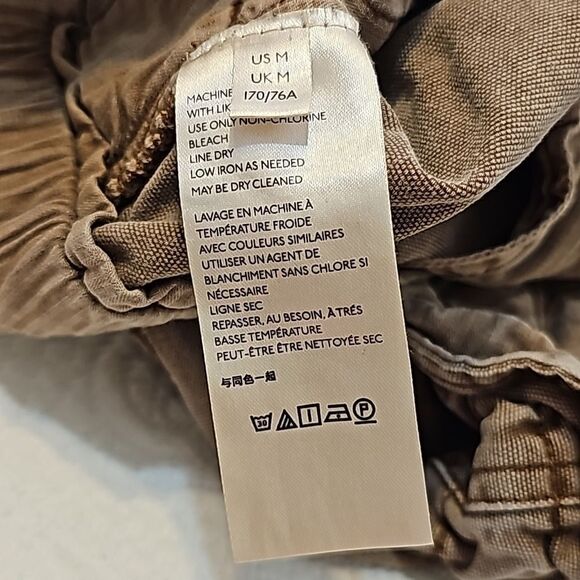 US M
UK M
170/76A
MACHINE
WITH LIK
USE ONLY NON-CHLORINE
BLEACH
LINE DRY
LOW IRON AS NEEDED
MAY BE DRY CLEANED
LAVAGE EN MACHINE À
TEMPÉRATURE FROIDE
AVEC COULEURS SIMILAIRES
UTILISER UN AGENT DE
BLANCHIMENT SANS CHLORE SI
NÉCESSAIRE
LIGNE SEC
REPASSER, AU BESOIN, À TRÉS
BASSE TEMPÉRATURE
PEUT-ÊTRE ÊTRE NETTOYÉE SEC
与同色一起
30 P